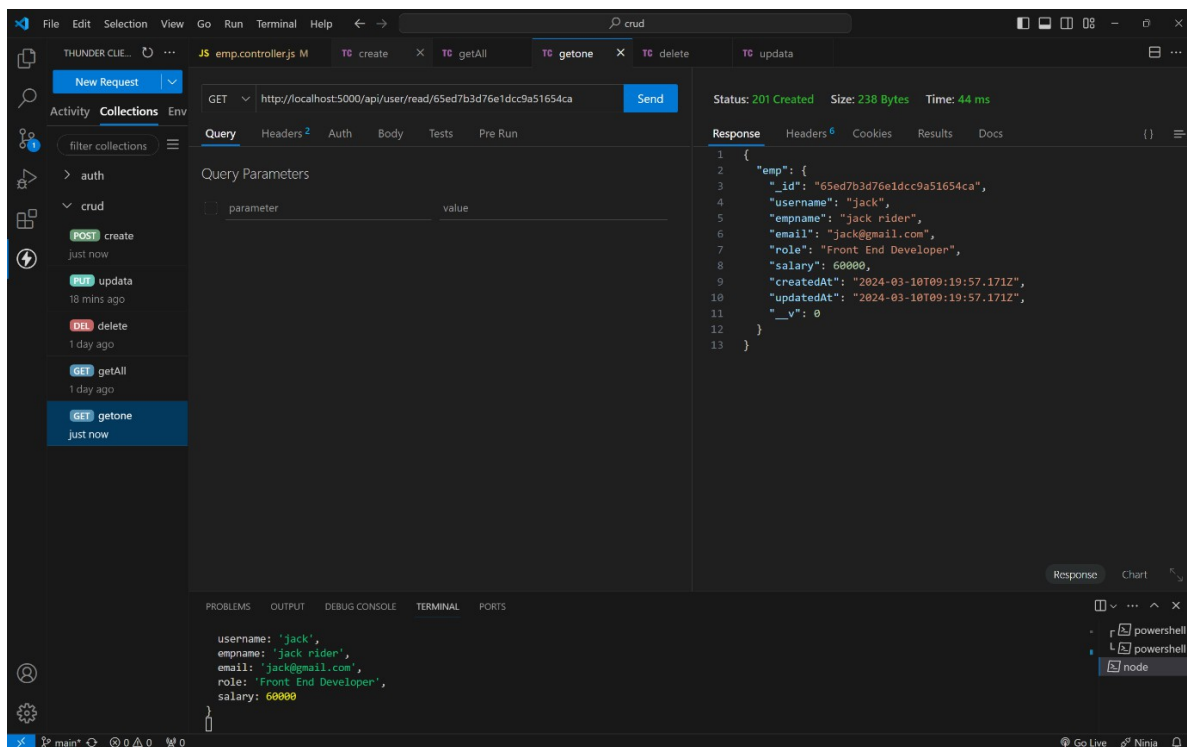 File Edit Selection View Go Run Terminal Help crud
THUNDER CLIE... JS emp.controller.js M TC create TC getAll TC getone TC delete TC updata
New Request
Activity Collections Env
filter collections
auth
crud
POST create
just now
PUT updata
18 mins ago
DEL delete
1 day ago
GET getAll
1 day ago
GET getone
just now
1
GET http://localhost:5000/api/user/read/65ed7b3d76e1dcc9a51654ca Send
Query Headers 2 Auth Body Tests Pre Run
Query Parameters
parameter value
Status: 201 Created Size: 238 Bytes Time: 44 ms
Response Headers 6 Cookies Results Docs {}
1 {
2 "emp": {
3 "_id": "65ed7b3d76e1dcc9a51654ca",
4 "username": "jack",
5 "empname": "jack rider",
6 "email": "jack@gmail.com",
7 "role": "Front End Developer",
8 "salary": 60000,
9 "createdAt": "2024-03-10T09:19:57.171Z",
10 "updatedAt": "2024-03-10T09:19:57.171Z",
11 "__v": 0
12 }
13 }
Response Chart
PROBLEMS OUTPUT DEBUG CONSOLE TERMINAL PORTS
username: 'jack',
empname: 'jack rider',
email: 'jack@gmail.com',
role: 'Front End Developer',
salary: 60000
}
powershell
powershell
node
main* 0 0 0 Go Live Ninja